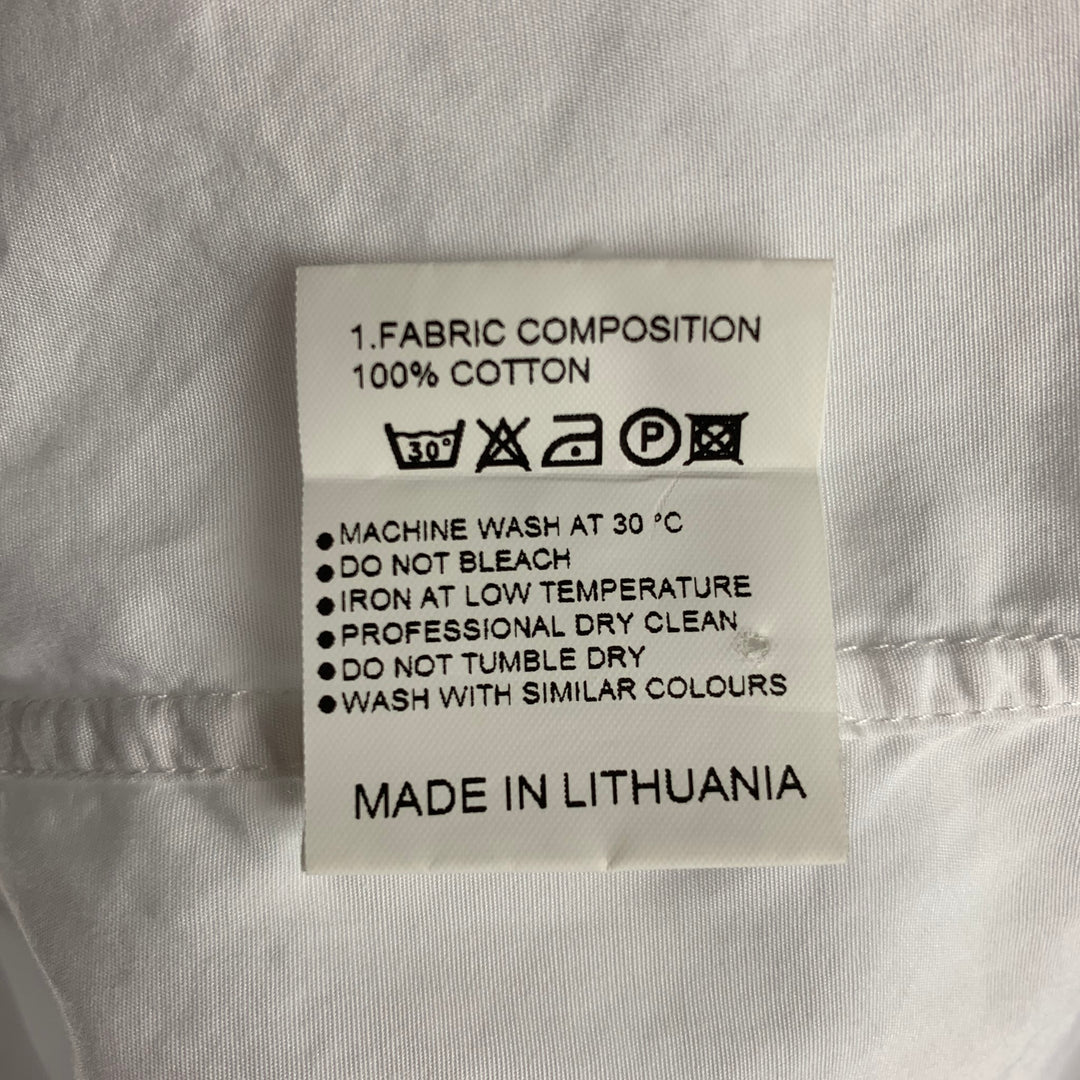 1.FABRIC COMPOSITION
100% COTTON
30° P
●MACHINE WASH AT 30 °C
●DO NOT BLEACH
●IRON AT LOW TEMPERATURE
●PROFESSIONAL DRY CLEAN
●DO NOT TUMBLE DRY
●WASH WITH SIMILAR COLOURS
MADE IN LITHUANIA